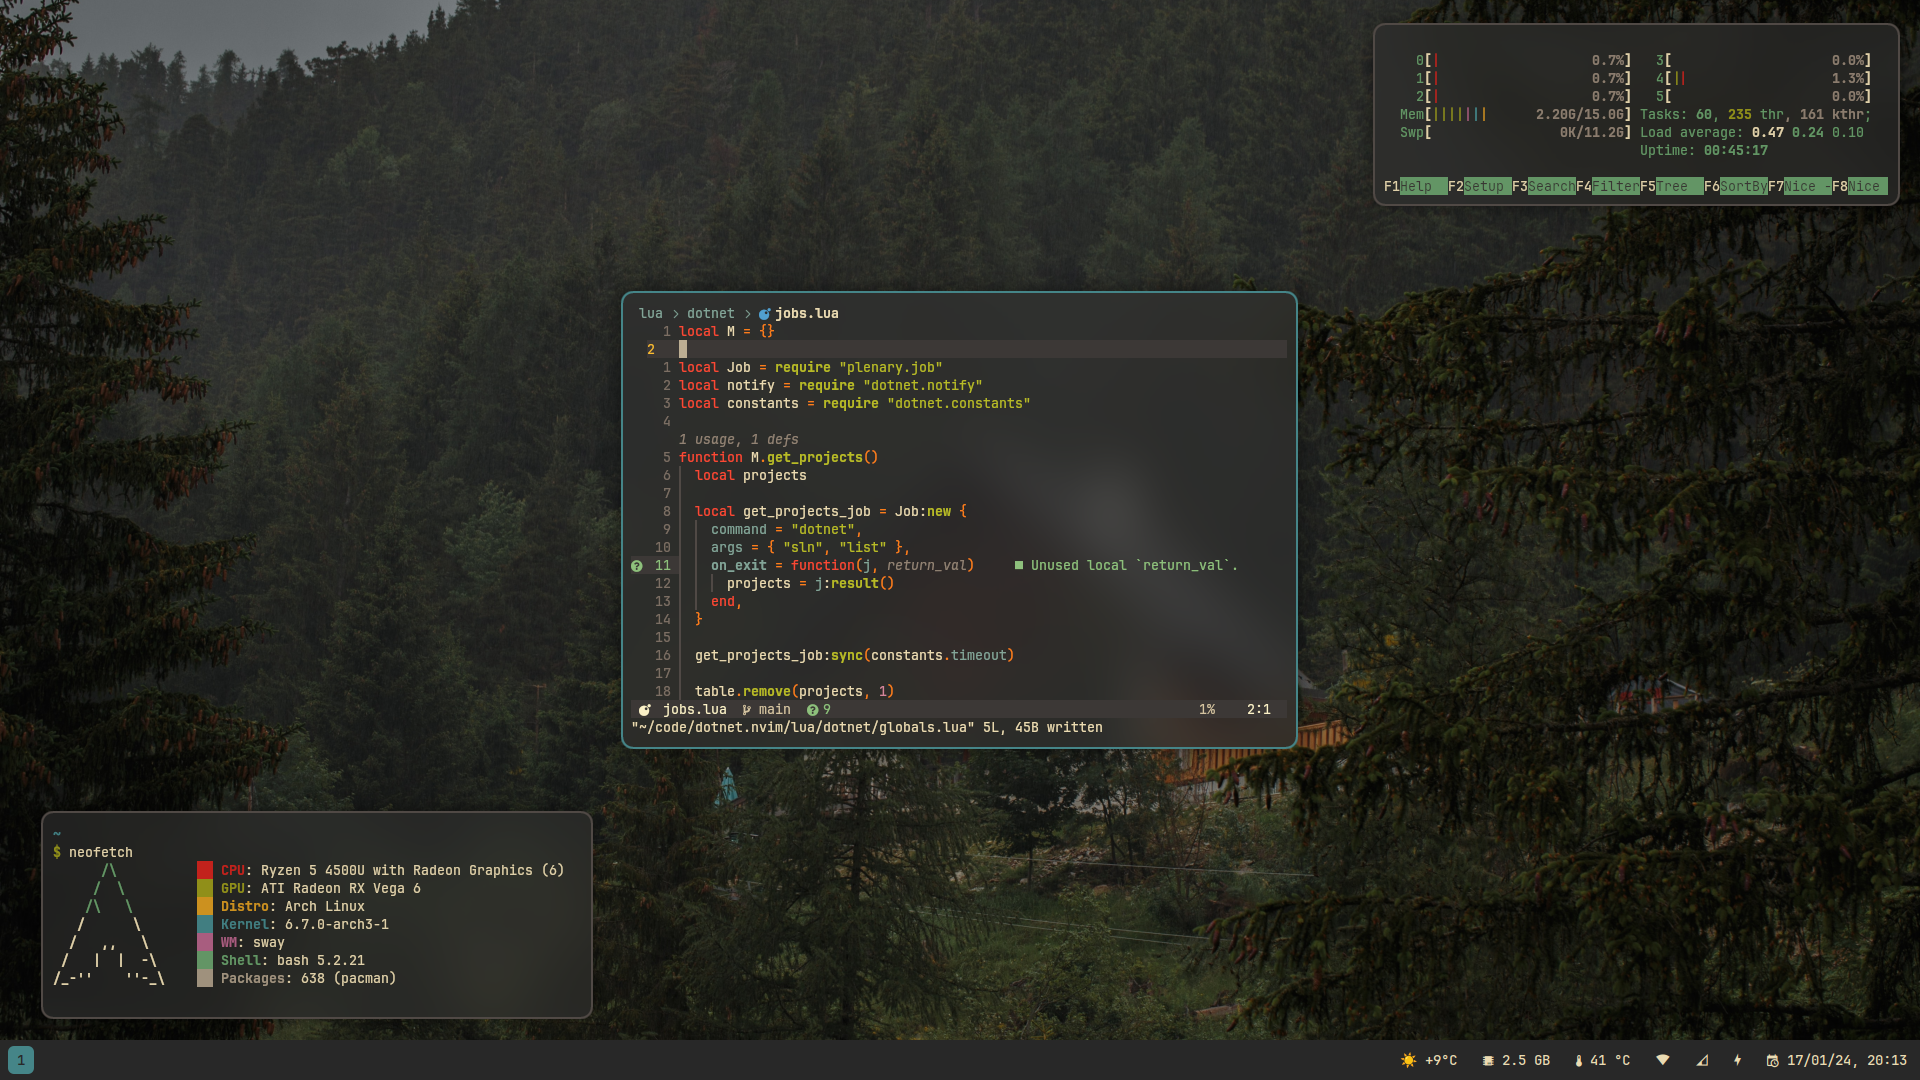 0[| 0.7%] 3[ 0.0%]
1[| 0.7%] 4[|| 1.3%]
2[| 0.7%] 5[ 0.0%]
Mem[||||||| 2.20G/15.0G] Tasks: 60, 235 thr, 161 kthr;
Swp[ 0K/11.2G] Load average: 0.47 0.24 0.10
Uptime: 00:45:17
F1Help F2Setup F3SearchF4FilterF5Tree F6SortByF7Nice -F8Nice
lua > dotnet > jobs.lua
1 local M = {}
2
1 local Job = require "plenary.job"
2 local notify = require "dotnet.notify"
3 local constants = require "dotnet.constants"
4
1 usage, 1 defs
5 function M.get_projects()
6 local projects
7
8 local get_projects_job = Job:new {
9 command = "dotnet",
10 args = { "sln", "list" },
11 on_exit = function(j, return_val) ■ Unused local `return_val`.
12 projects = j:result()
13 end,
14 }
15
16 get_projects_job:sync(constants.timeout)
17
18 table.remove(projects, 1)
jobs.lua main ? 9 1% 2:1
"~/code/dotnet.nvim/lua/dotnet/globals.lua" 5L, 45B written
~
$ neofetch
CPU: Ryzen 5 4500U with Radeon Graphics (6)
GPU: ATI Radeon RX Vega 6
Distro: Arch Linux
Kernel: 6.7.0-arch3-1
WM: sway
Shell: bash 5.2.21
Packages: 638 (pacman)
1 +9°C 2.5 GB 41 °C 17/01/24, 20:13